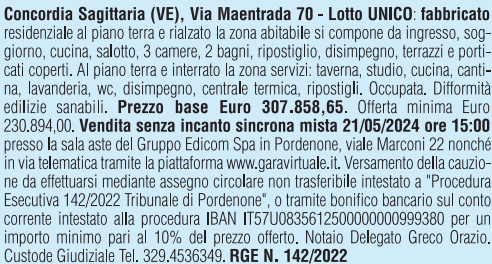 Concordia Sagittaria (VE), Via Maentrada 70 - Lotto UNICO: fabbricato
residenziale al piano terra e rialzato la zona abitabile si compone da ingresso, sog-
giorno, cucina, salotto, 3 camere, 2 bagni, ripostiglio, disimpegno, terrazzi e porti-
cati coperti. Al piano terra e interrato la zona servizi: taverna, studio, cucina, canti-
na, lavanderia, wc, disimpegno, centrale termica, ripostigli. Occupata. Difformità
edilizie sanabili. Prezzo base Euro 307.858,65. Offerta minima Euro
230.894,00. Vendita senza incanto sincrona mista 21/05/2024 ore 15:00
presso la sala aste del Gruppo Edicom Spa in Pordenone, viale Marconi 22 nonché
in via telematica tramite la piattaforma www.garavirtuale.it. Versamento della cauzio-
ne da effettuarsi mediante assegno circolare non trasferibile intestato a "Procedura
Esecutiva 142/2022 Tribunale di Pordenone", o tramite bonifico bancario sul conto
corrente intestato alla procedura IBAN IT57U0835612500000000999380 per un
importo minimo pari al 10% del prezzo offerto. Notaio Delegato Greco Orazio.
Custode Giudiziale Tel. 329.4536349. RGE N. 142/2022